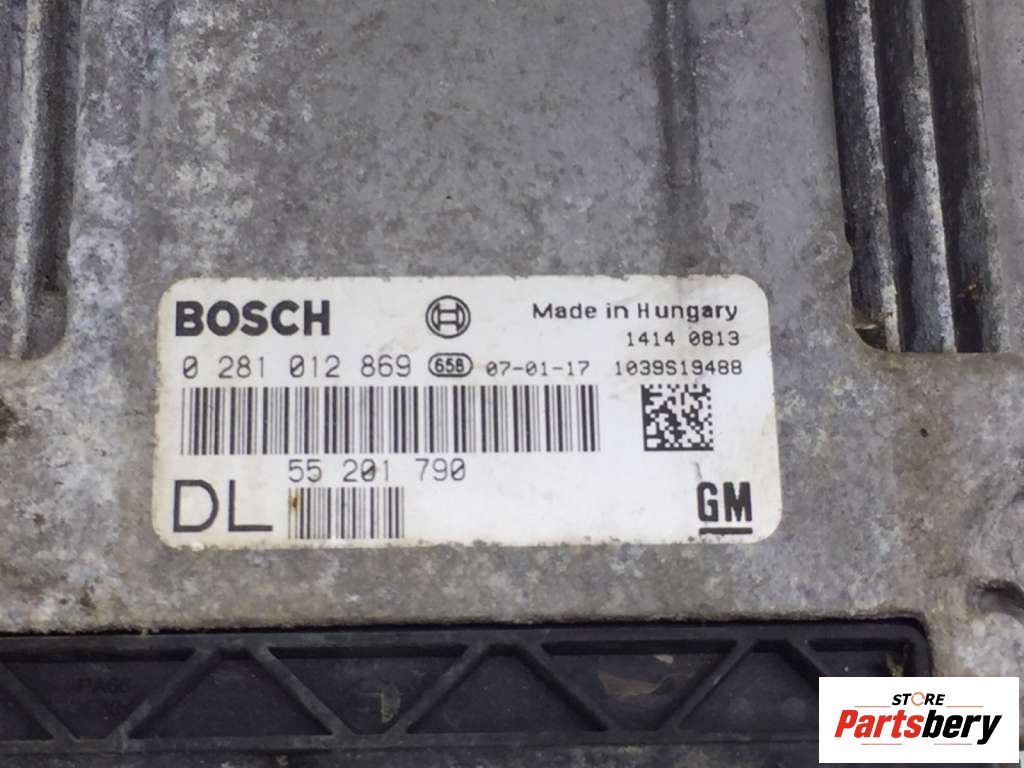 BOSCH Made in Hungary
1414 0813
0 281 012 869 658 07-01-17 1039S19488
55 201 790
DL GM
PA66
STORE
Partsbery